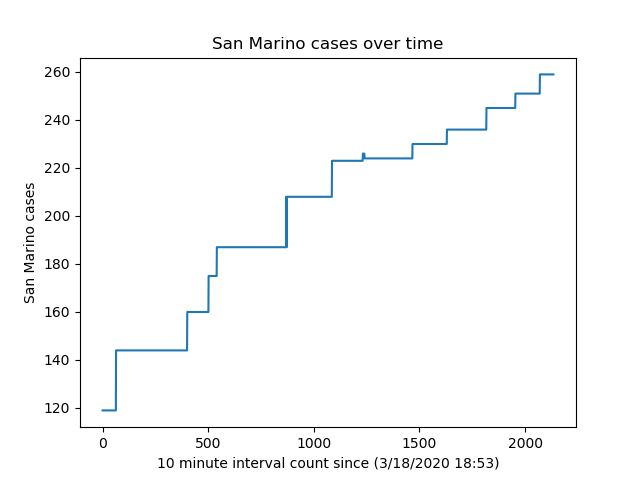 San Marino cases over time
260
240
220
200
180
160
140
120
San Marino cases
0 500 1000 1500 2000
10 minute interval count since (3/18/2020 18:53)